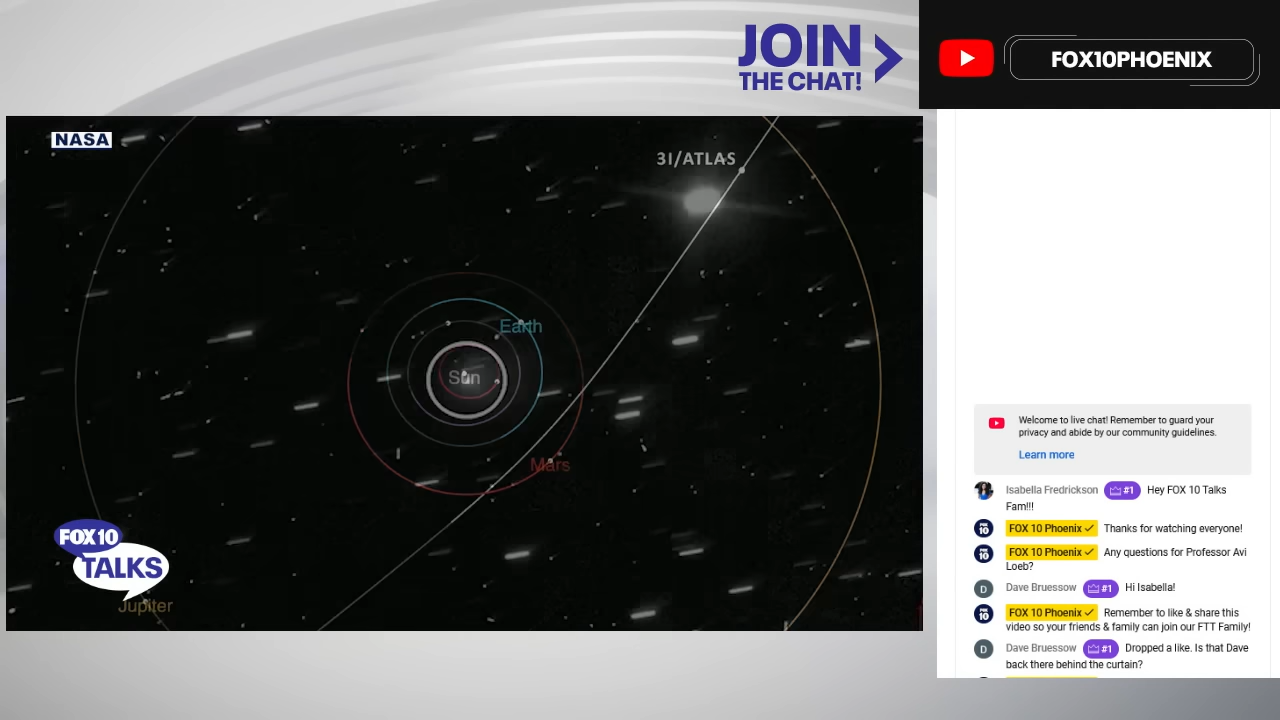 JOIN
THE CHAT!
FOX10PHOENIX
NASA
3I/ATLAS
Earth
Sun
Mars
FOX 10
TALKS
Jupiter
Welcome to live chat! Remember to guard your
privacy and abide by our community guidelines.
Learn more
Isabella Fredrickson #1 Hey FOX 10 Talks
Fam!!!
FOX 10 Phoenix Thanks for watching everyone!
FOX 10 Phoenix Any questions for Professor Avi
Loeb?
D Dave Bruessow #1 Hi Isabella!
FOX 10 Phoenix Remember to like & share this
video so your friends & family can join our FTT Family!
D Dave Bruessow #1 Dropped a like. Is that Dave
back there behind the curtain?